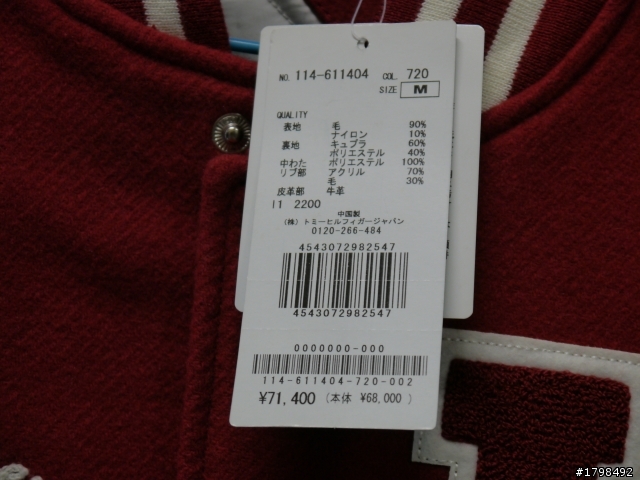 NO. 114-611404 COL. 720
SIZE M
QUALITY
表地 毛 90%
ナイロン 10%
裏地 キュプラ 60%
ポリエステル 40%
中わた ポリエステル 100%
リブ部 アクリル 70%
毛 30%
皮革部 牛革
I1 2200
中国製
(株)トミーヒルフィガージャパン
0120-266-484
4543072982547
4543072982547
0000000-000
114-611404-720-002
¥71,400 (本体 ¥68,000)
#1798492